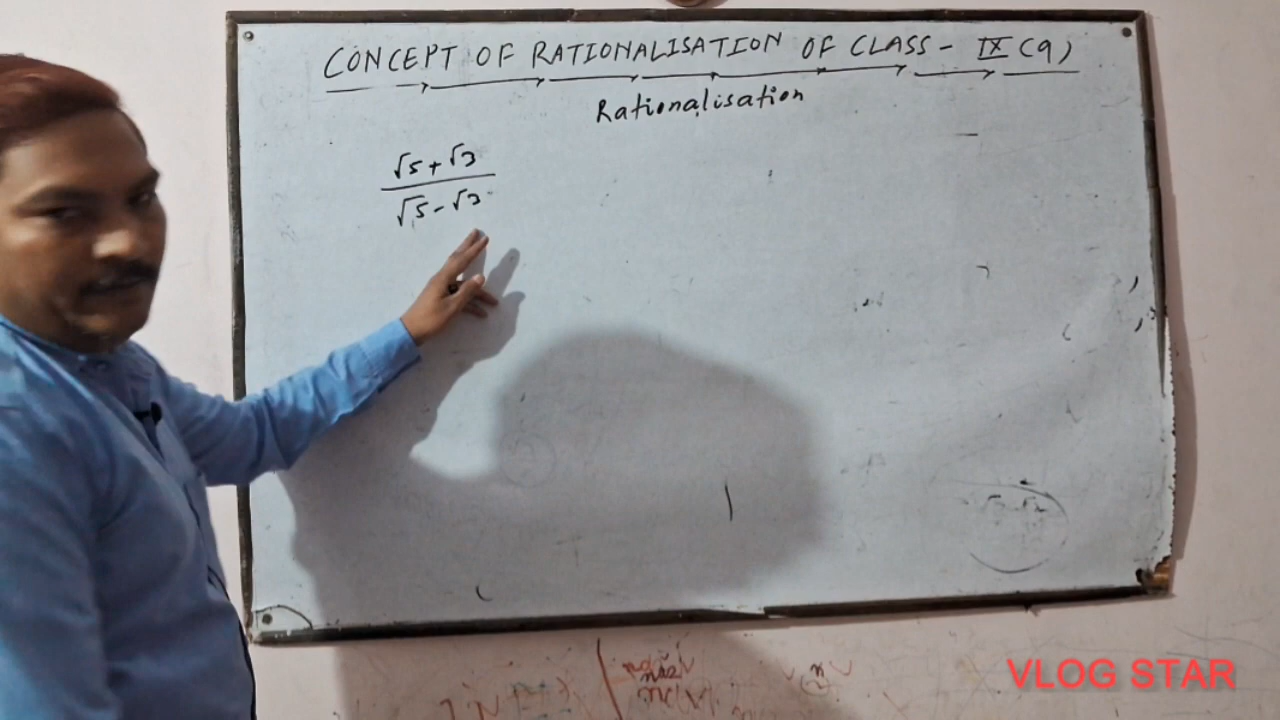 CONCEPT OF RATIONALISATION OF CLASS - IX (9)
Rationalisation
√5 + √3
√5 - √3
VLOG STAR